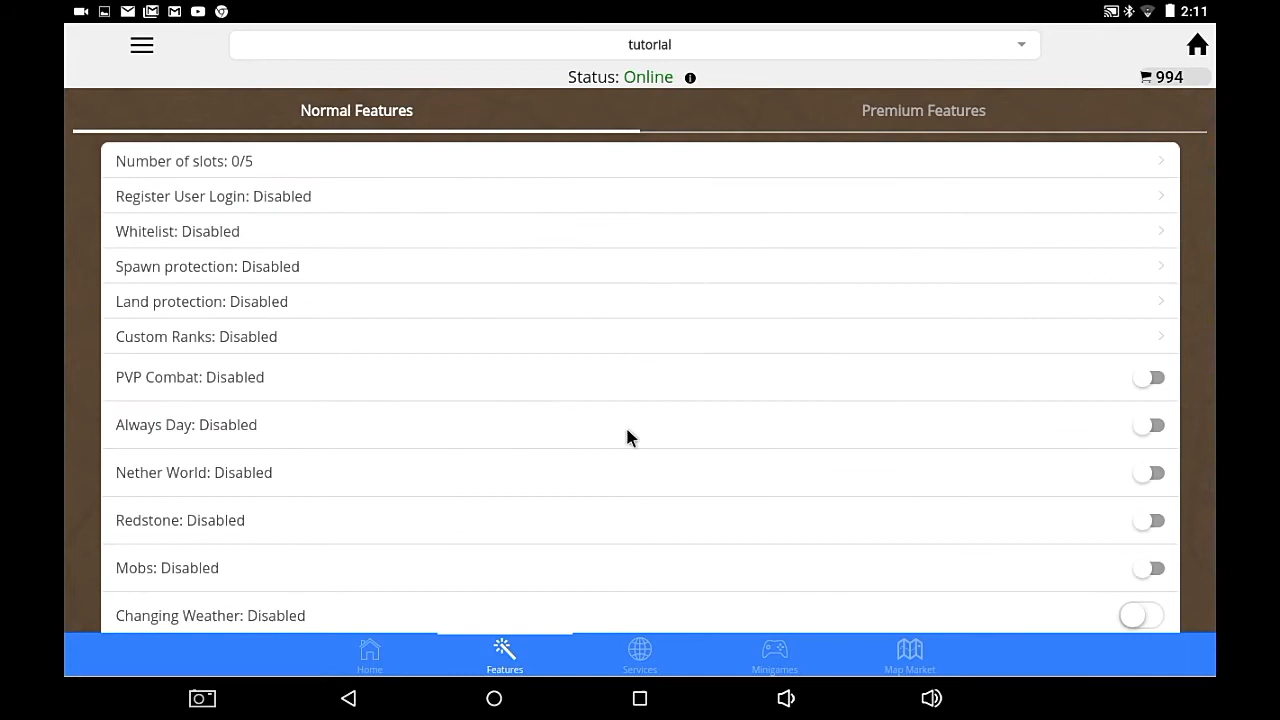 2:11
tutorial
Status: Online
994
Normal Features
Premium Features
Number of slots: 0/5
Register User Login: Disabled
Whitelist: Disabled
Spawn protection: Disabled
Land protection: Disabled
Custom Ranks: Disabled
PVP Combat: Disabled
Always Day: Disabled
Nether World: Disabled
Redstone: Disabled
Mobs: Disabled
Changing Weather: Disabled
Home
Features
Services
Minigames
Map Market